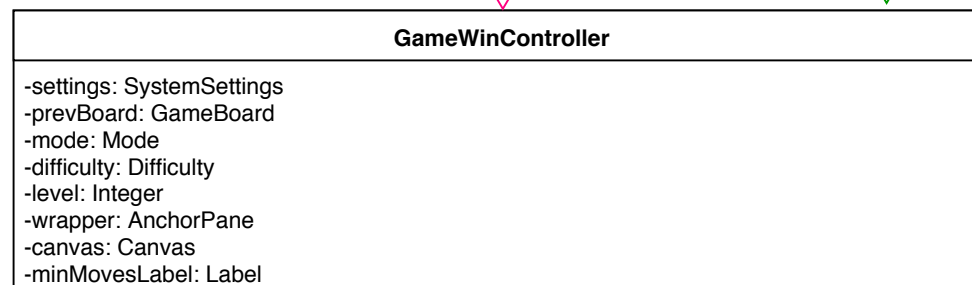 GameWinController
-settings: SystemSettings
-prevBoard: GameBoard
-mode: Mode
-difficulty: Difficulty
-level: Integer
-wrapper: AnchorPane
-canvas: Canvas
-minMovesLabel: Label